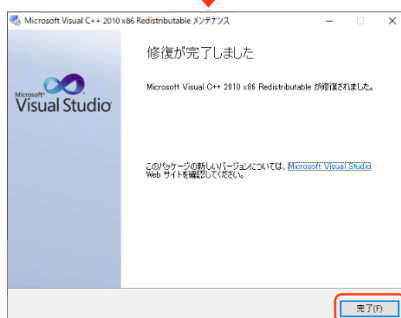 Microsoft Visual C++ 2010 x86 Redistributable メンテナンス
修復が完了しました
Microsoft Visual C++ 2010 x86 Redistributable が修復されました。
Microsoft®
Visual Studio®
このパッケージの新しいバージョンについては、Microsoft Visual Studio
Web サイトを確認してください。
完了(F)